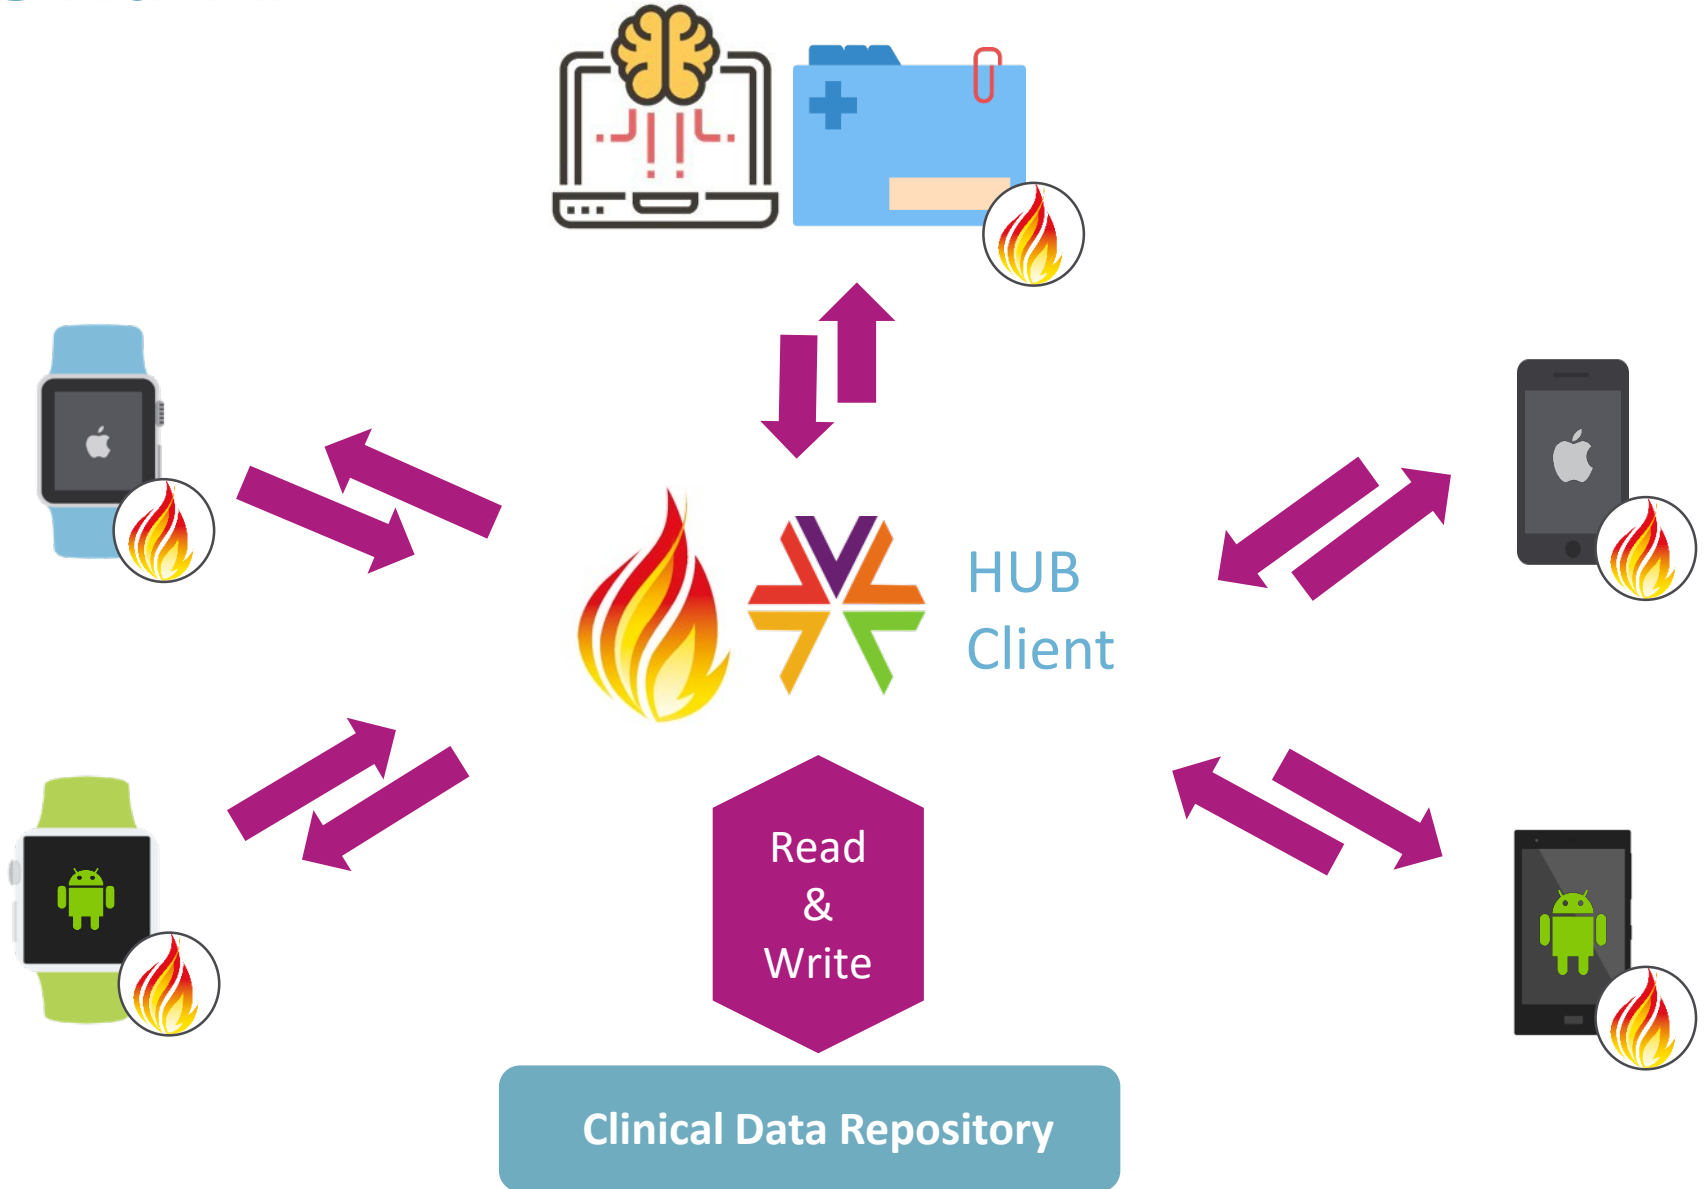 HUB
Client
Read
&
Write
Clinical Data Repository